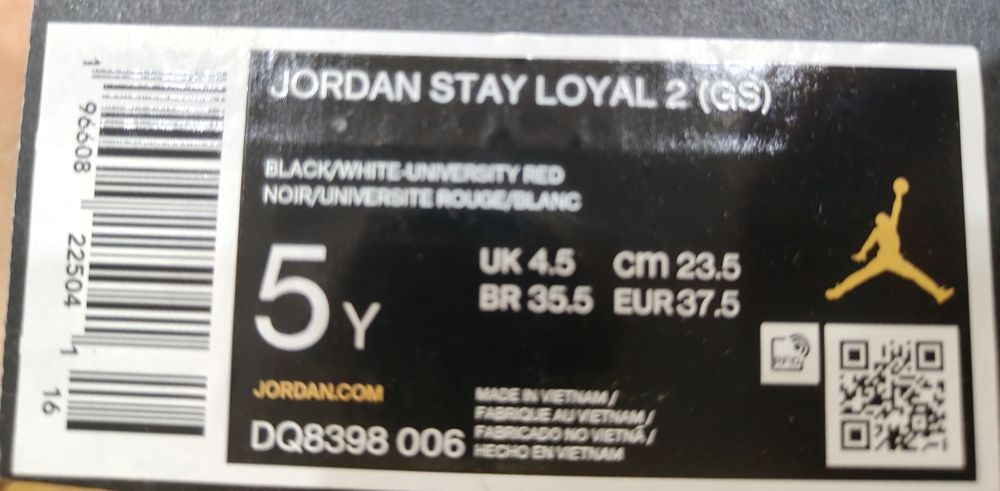 JORDAN STAY LOYAL 2 (GS)
BLACK/WHITE-UNIVERSITY RED
NOIR/UNIVERSITE ROUGE/BLANC
5 Y
UK 4.5 cm 23.5
BR 35.5 EUR 37.5
JORDAN.COM
DQ8398 006
MADE IN VIETNAM /
FABRIQUE AU VIETNAM /
FABRICADO NO VIETNÃ /
HECHO EN VIETNAM
RFID
1 96608 22504 1 16